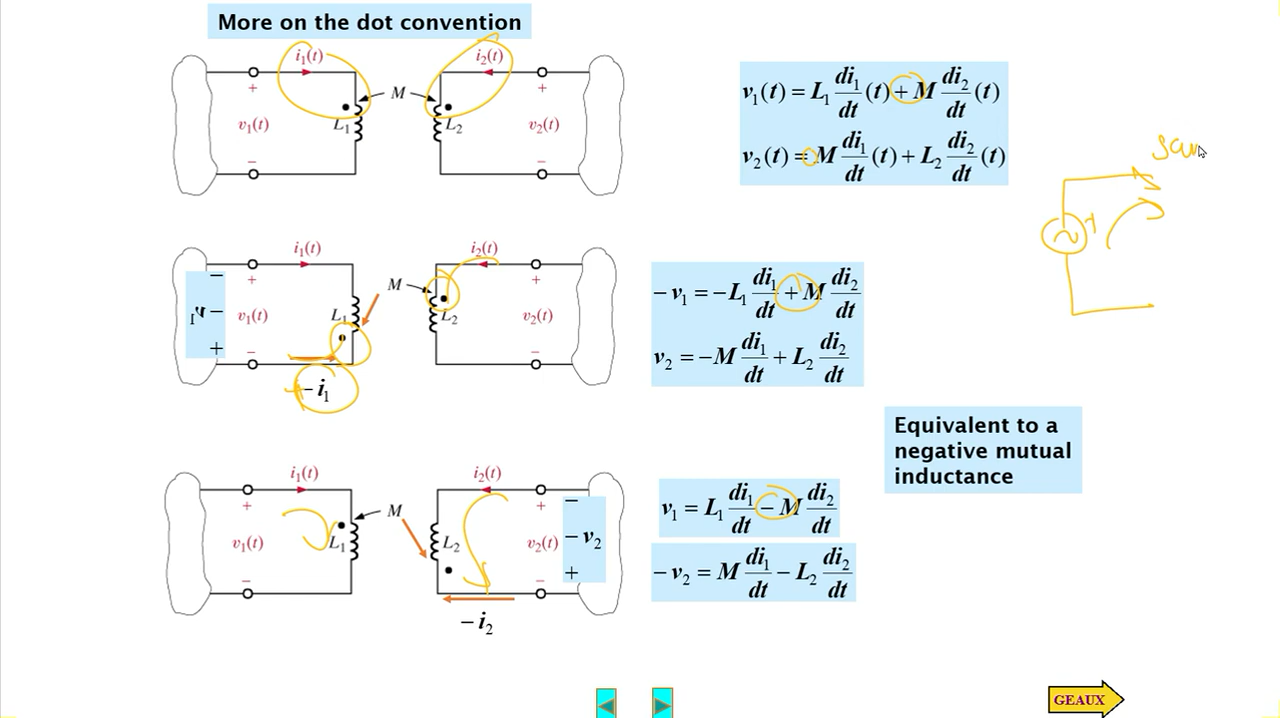 More on the dot convention
i₁(t) i₂(t)
M
+ v₁(t) − L₁ L₂ + v₂(t) −
v₁(t) = L₁ di₁/dt (t) + M di₂/dt (t)
v₂(t) = M di₁/dt (t) + L₂ di₂/dt (t)
i₁(t) i₂(t)
M
− − v₁ + + v₁(t) − L₁ L₂ + v₂(t) −
− i₁
−v₁ = −L₁ di₁/dt + M di₂/dt
v₂ = −M di₁/dt + L₂ di₂/dt
Equivalent to a
negative mutual
inductance
i₁(t) i₂(t)
M
+ v₁(t) − L₁ L₂ + v₂(t) − − − v₂ +
− i₂
v₁ = L₁ di₁/dt − M di₂/dt
−v₂ = M di₁/dt − L₂ di₂/dt
GEAUX